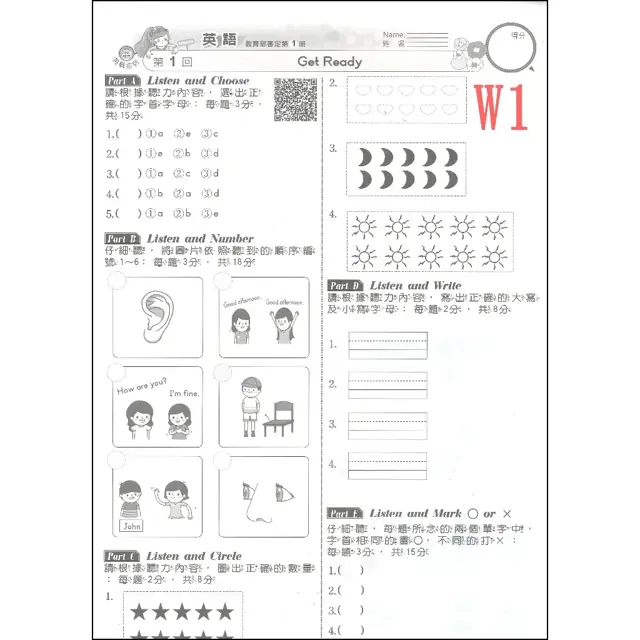 英語
教育部審定第1冊
Name:
姓 名
得分
第 1 回
Get Ready
Part A Listen and Choose
請根據聽力內容，選出正
確的字首字母：每題3分，
共15分
1.( ) ①a ②e ③c
2.( ) ①b ②c ③d
3.( ) ①d ②c ③a
4.( ) ①b ②a ③d
5.( ) ①a ②b ③e
Part B Listen and Number
仔細聽，將圖片依照聽到的順序編
號1~6：每題3分，共18分
Good afternoon.
Good afternoon.
How are you?
I'm fine.
John
Part C Listen and Circle
請根據聽力內容，圈出正確的數量
：每題2分，共8分
1.
2.
W1
3.
4.
Part D Listen and Write
請根據聽力內容，寫出正確的大寫
及小寫字母：每題2分，共8分
1.
2.
3.
4.
Part E Listen and Mark ○ or ×
仔細聽，每題所念的兩個單字中，
字首相同的畫○，不同的打×：
每題3分，共15分
1.( )
2.( )
3.( )
4.( )